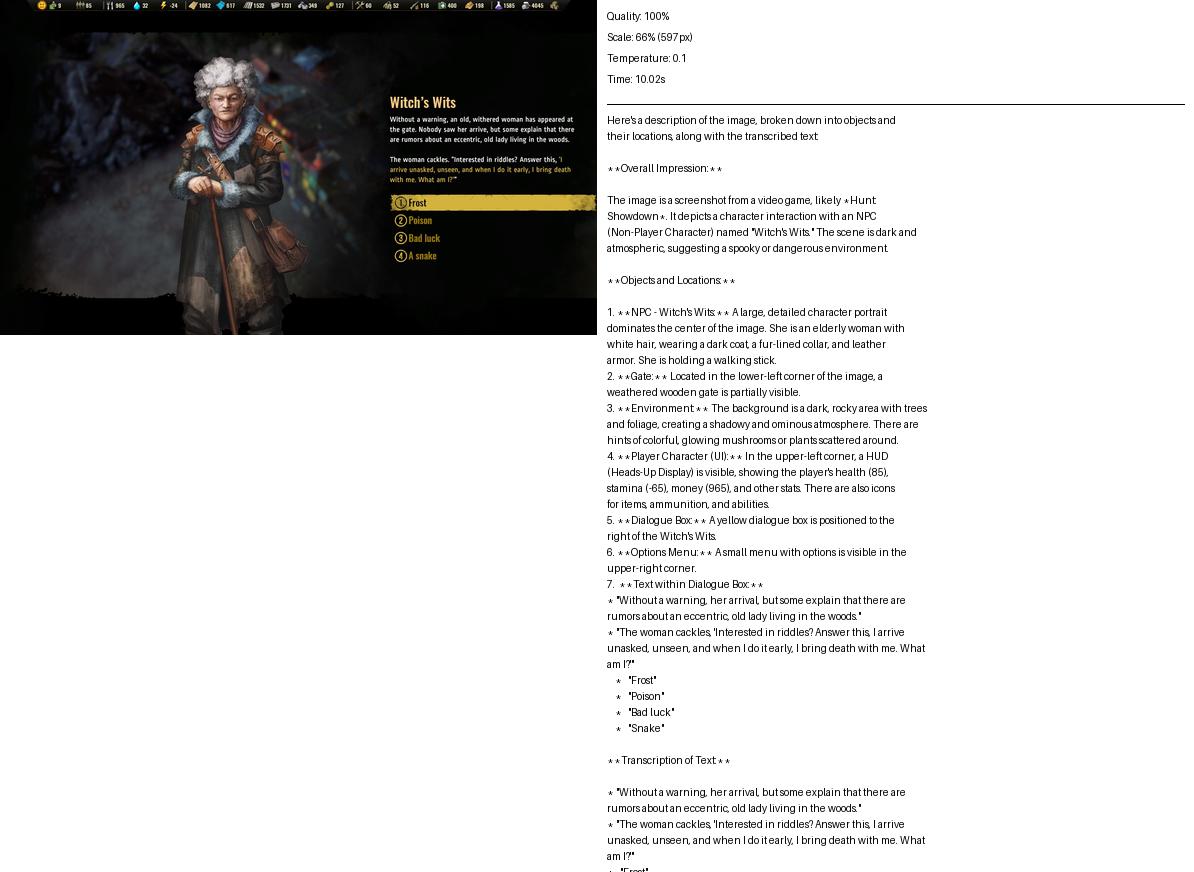 9 85 965 32 -24 1082 617 1532 1731 349 127 60 52 116 400 198 1585 4045
Witch's Wits
Without a warning, an old, withered woman has appeared at
the gate. Nobody saw her arrive, but some explain that there
are rumors about an eccentric, old lady living in the woods.
The woman cackles. "Interested in riddles? Answer this, 'I
arrive unasked, unseen, and when I do it early, I bring death
with me. What am I?'"
1 Frost
2 Poison
3 Bad luck
4 A snake
Quality: 100%
Scale: 66% (597px)
Temperature: 0.1
Time: 10.02s
Here's a description of the image, broken down into objects and
their locations, along with the transcribed text:
**Overall Impression:**
The image is a screenshot from a video game, likely *Hunt:
Showdown*. It depicts a character interaction with an NPC
(Non-Player Character) named "Witch's Wits." The scene is dark and
atmospheric, suggesting a spooky or dangerous environment.
**Objects and Locations:**
1. **NPC - Witch's Wits:** A large, detailed character portrait
dominates the center of the image. She is an elderly woman with
white hair, wearing a dark coat, a fur-lined collar, and leather
armor. She is holding a walking stick.
2. **Gate:** Located in the lower-left corner of the image, a
weathered wooden gate is partially visible.
3. **Environment:** The background is a dark, rocky area with trees
and foliage, creating a shadowy and ominous atmosphere. There are
hints of colorful, glowing mushrooms or plants scattered around.
4. **Player Character (UI):** In the upper-left corner, a HUD
(Heads-Up Display) is visible, showing the player's health (85),
stamina (-65), money (965), and other stats. There are also icons
for items, ammunition, and abilities.
5. **Dialogue Box:** A yellow dialogue box is positioned to the
right of the Witch's Wits.
6. **Options Menu:** A small menu with options is visible in the
upper-right corner.
7. **Text within Dialogue Box:**
* "Without a warning, her arrival, but some explain that there are
rumors about an eccentric, old lady living in the woods."
* "The woman cackles, 'Interested in riddles? Answer this, I arrive
unasked, unseen, and when I do it early, I bring death with me. What
am I?'"
* "Frost"
* "Poison"
* "Bad luck"
* "Snake"
**Transcription of Text:**
* "Without a warning, her arrival, but some explain that there are
rumors about an eccentric, old lady living in the woods."
* "The woman cackles, 'Interested in riddles? Answer this, I arrive
unasked, unseen, and when I do it early, I bring death with me. What
am I?'"
* "Frost"